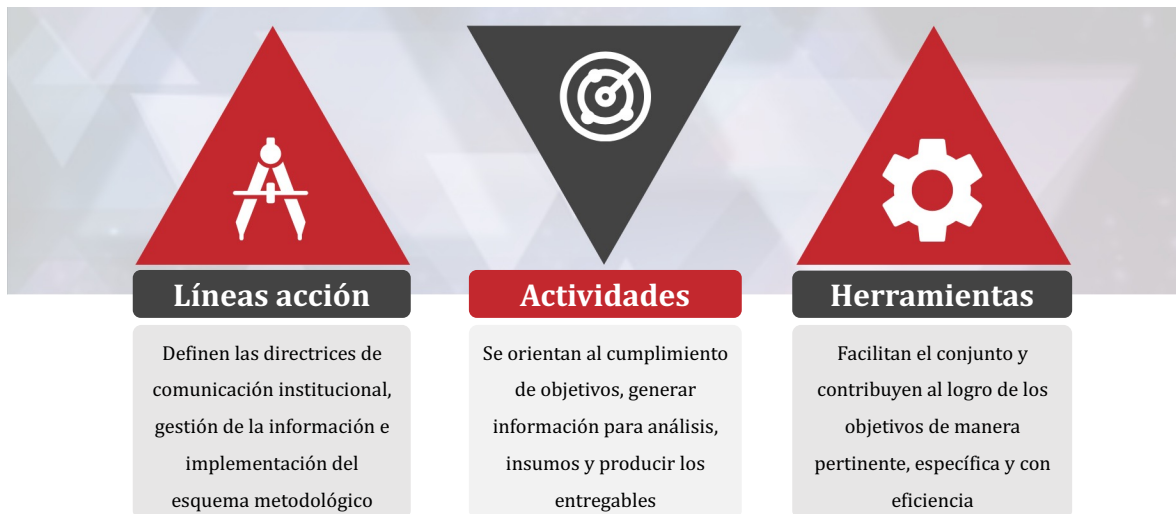 Líneas acción
Definen las directrices de
comunicación institucional,
gestión de la información e
implementación del
esquema metodológico
Actividades
Se orientan al cumplimiento
de objetivos, generar
información para análisis,
insumos y producir los
entregables
Herramientas
Facilitan el conjunto y
contribuyen al logro de los
objetivos de manera
pertinente, específica y con
eficiencia